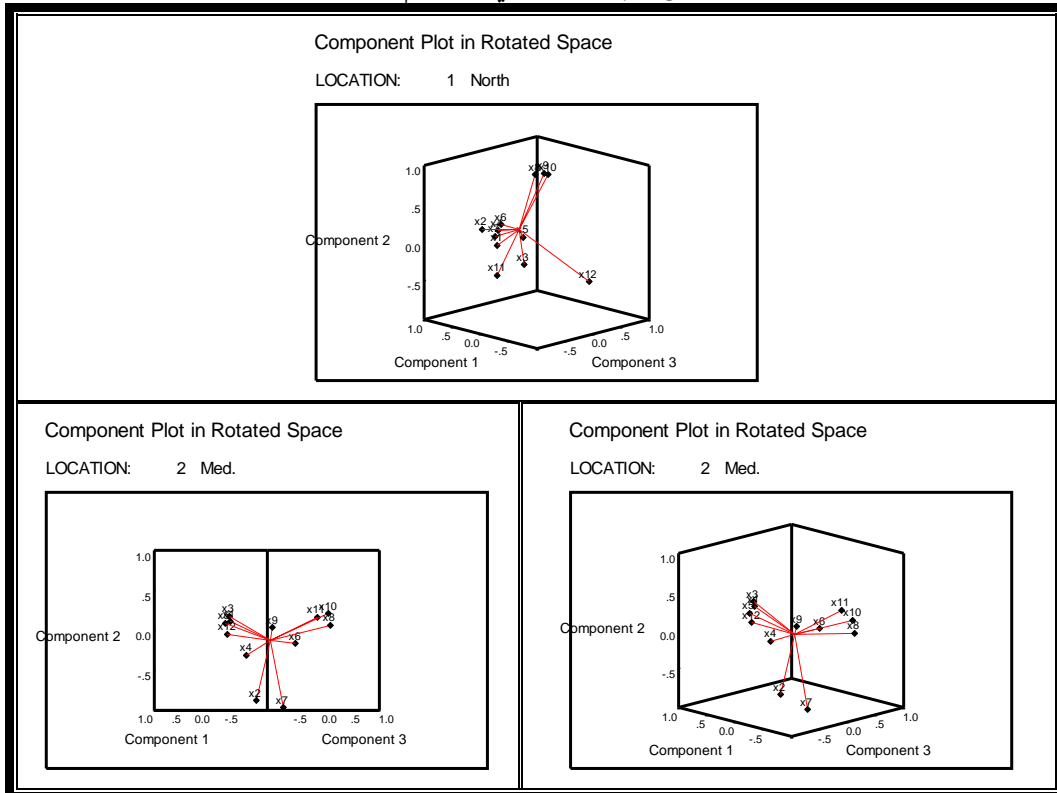 Component Plot in Rotated Space
LOCATION: 1 North
1.0
.5
0.0
-.5
Component 2
x9
x10
x2
x6
x3
x11
x12
1.0 .5 0.0 -.5
-.5 0.0 .5 1.0
Component 1
Component 3
Component Plot in Rotated Space
LOCATION: 2 Med.
1.0
.5
0.0
-.5
Component 2
x3
x12
x4
x9
x11
x10
x8
x6
x2
x7
1.0 .5 0.0 -.5
-.5 0.0 .5 1.0
Component 1
Component 3
Component Plot in Rotated Space
LOCATION: 2 Med.
1.0
.5
0.0
-.5
Component 2
x3
x12
x4
x9
x11
x10
x6
x8
x2
x7
1.0 .5 0.0 -.5
-.5 0.0 .5 1.0
Component 1
Component 3